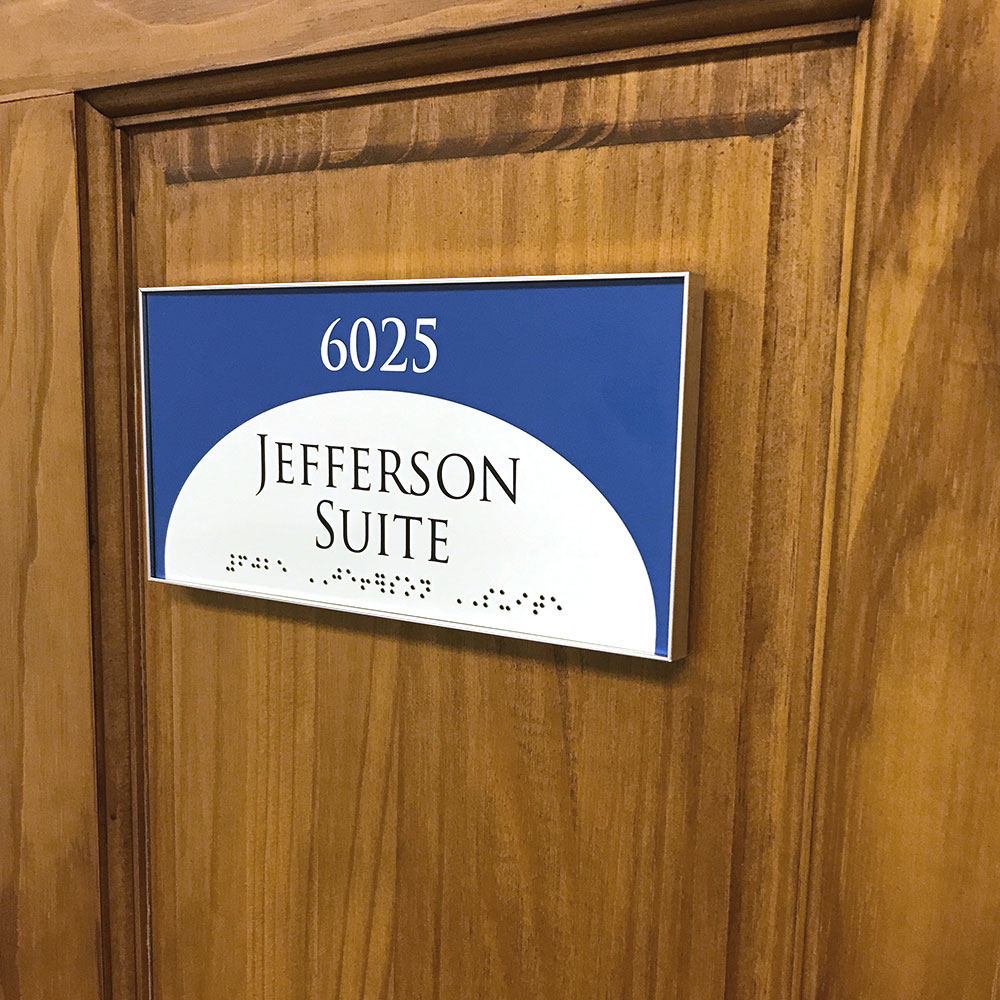 6025
JEFFERSON
SUITE
⠼⠋⠚⠃⠑ ⠠⠚⠑⠖⠻⠎⠕⠝ ⠠⠎⠥⠊⠞⠑